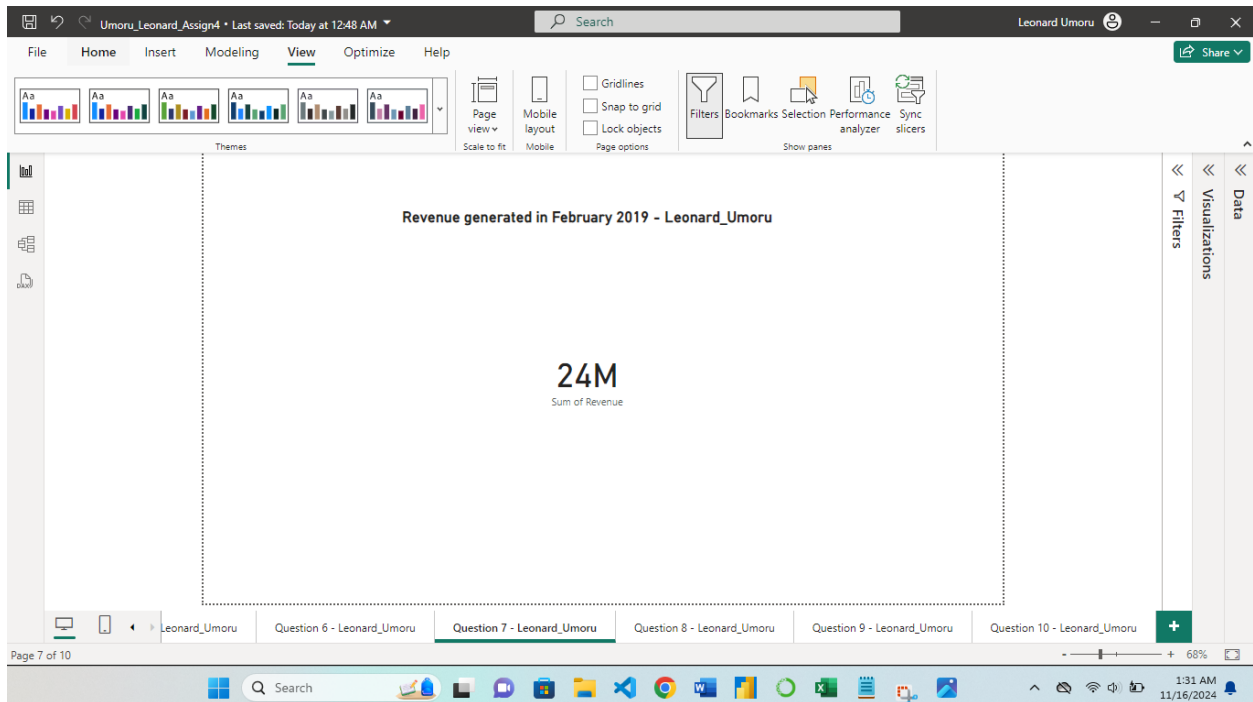 Umoru_Leonard_Assign4 • Last saved: Today at 12:48 AM
Search
Leonard Umoru
File Home Insert Modeling View Optimize Help
Share
Aa Aa Aa Aa Aa Aa
Page view
Mobile layout
Gridlines
Snap to grid
Lock objects
Filters
Bookmarks
Selection
Performance analyzer
Sync slicers
Themes
Scale to fit
Mobile
Page options
Show panes
Revenue generated in February 2019 - Leonard_Umoru
24M
Sum of Revenue
Filters
Visualizations
Data
Leonard_Umoru
Question 6 - Leonard_Umoru
Question 7 - Leonard_Umoru
Question 8 - Leonard_Umoru
Question 9 - Leonard_Umoru
Question 10 - Leonard_Umoru
+
Page 7 of 10
- + 68%
Search
1:31 AM
11/16/2024